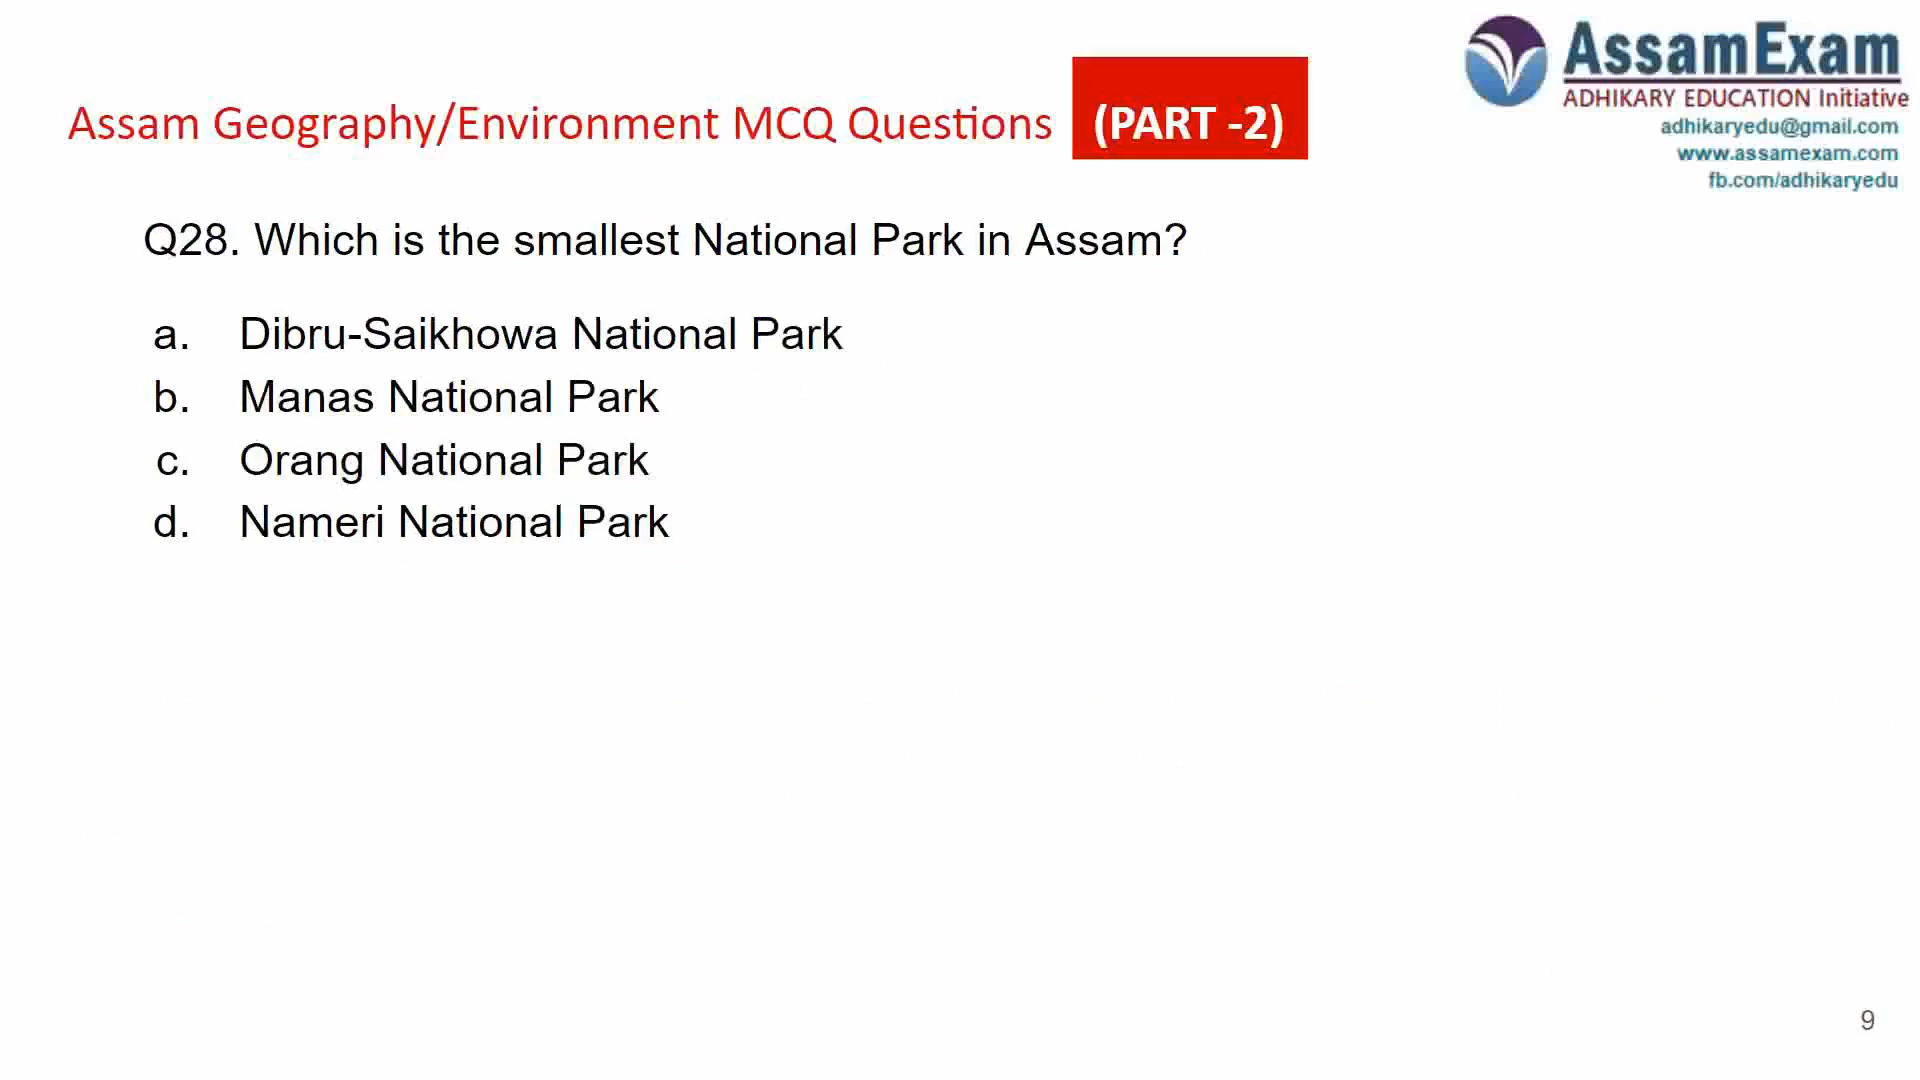 AssamExam
ADHIKARY EDUCATION Initiative
adhikaryedu@gmail.com
www.assamexam.com
fb.com/adhikaryedu
Assam Geography/Environment MCQ Questions (PART -2)
Q28. Which is the smallest National Park in Assam?
a. Dibru-Saikhowa National Park
b. Manas National Park
c. Orang National Park
d. Nameri National Park
9